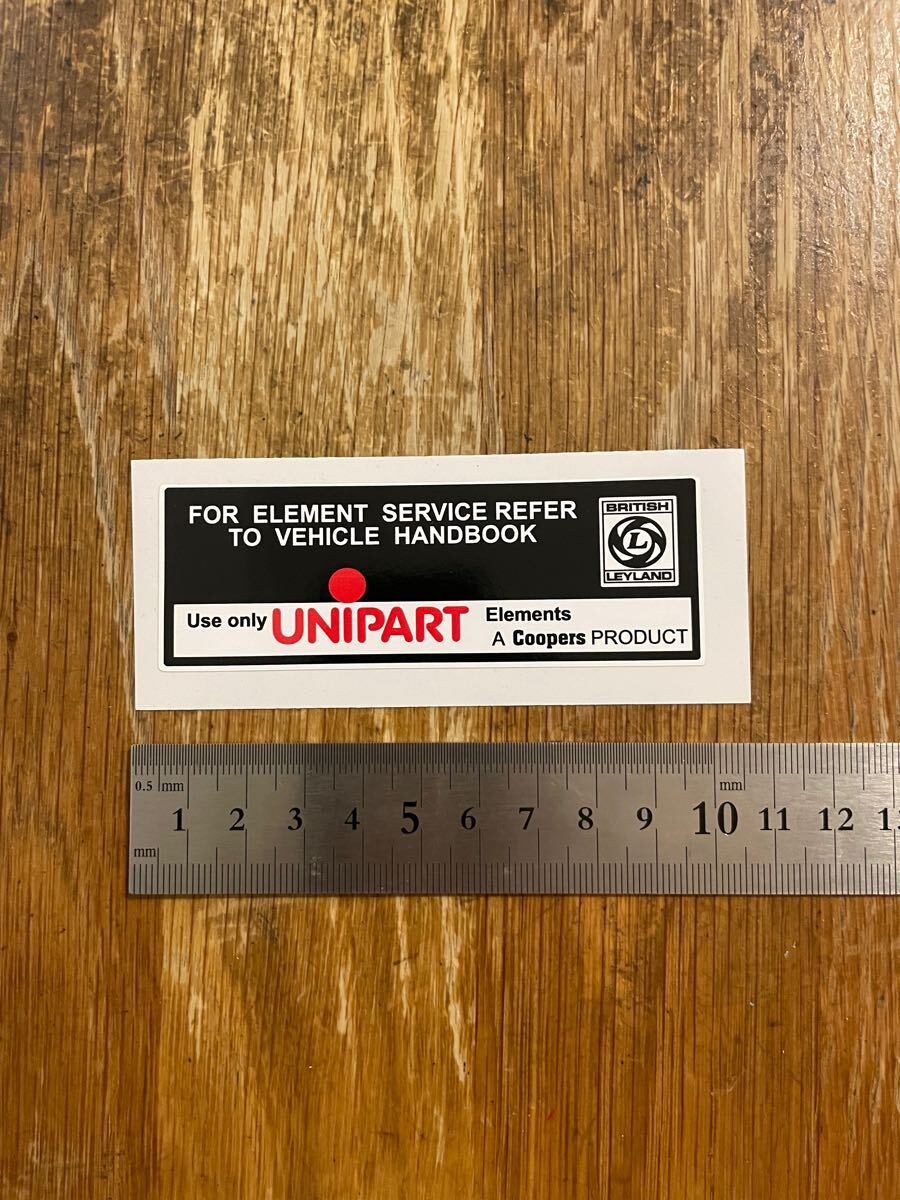 FOR ELEMENT SERVICE REFER
TO VEHICLE HANDBOOK
BRITISH
L
LEYLAND
Use only UNIPART Elements
A Coopers PRODUCT
0.5 mm
mm
1 2 3 4 5 6 7 8 9 10 11 12
mm